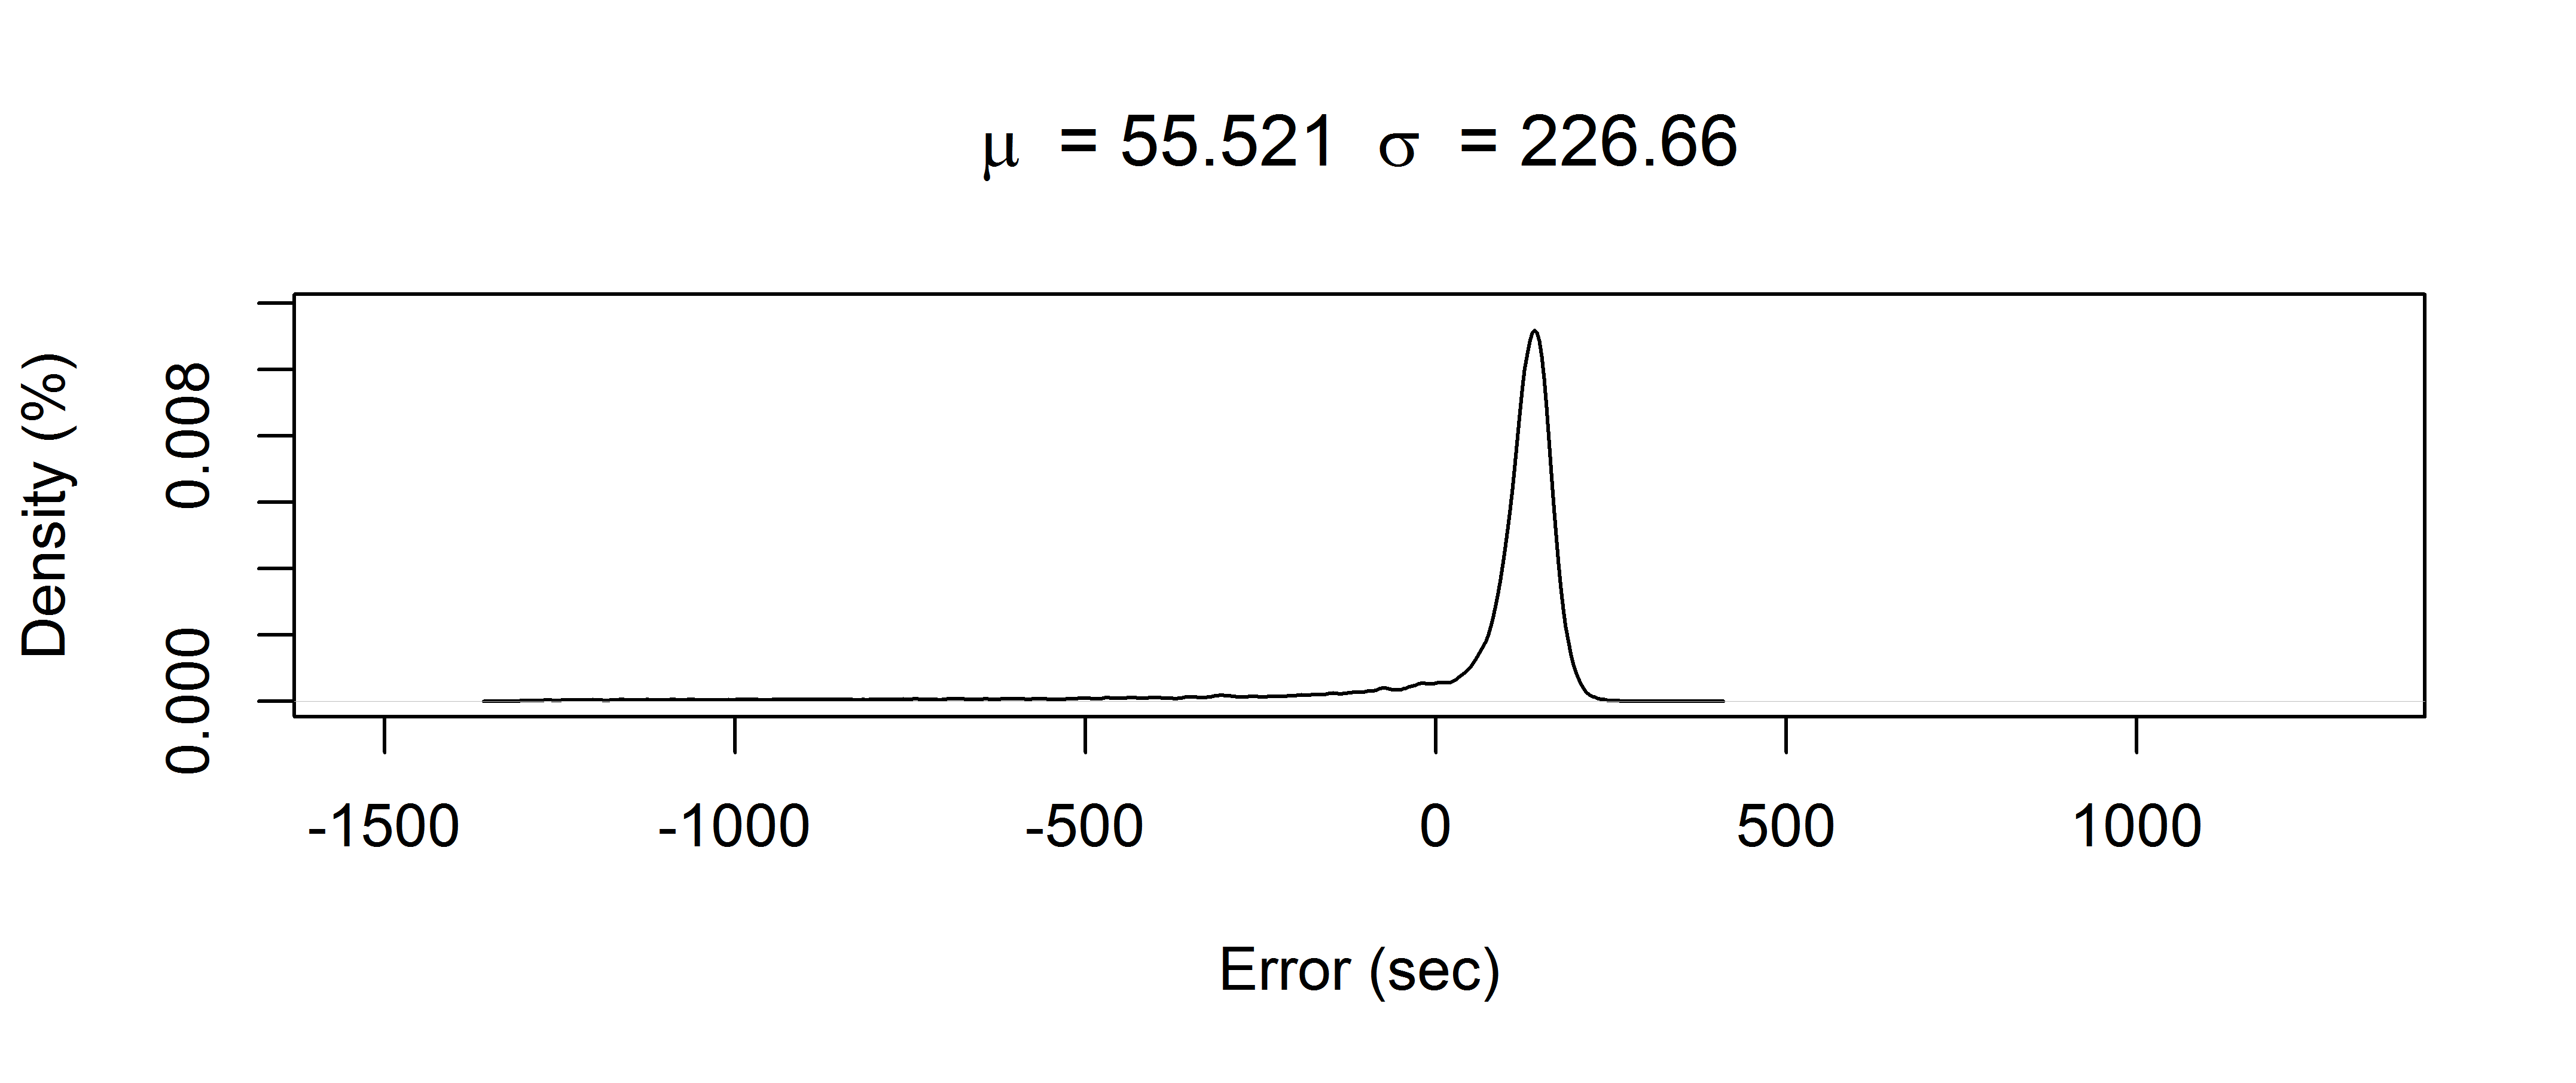 μ = 55.521 σ = 226.66
Density (%)
0.008
0.000
-1500 -1000 -500 0 500 1000
Error (sec)